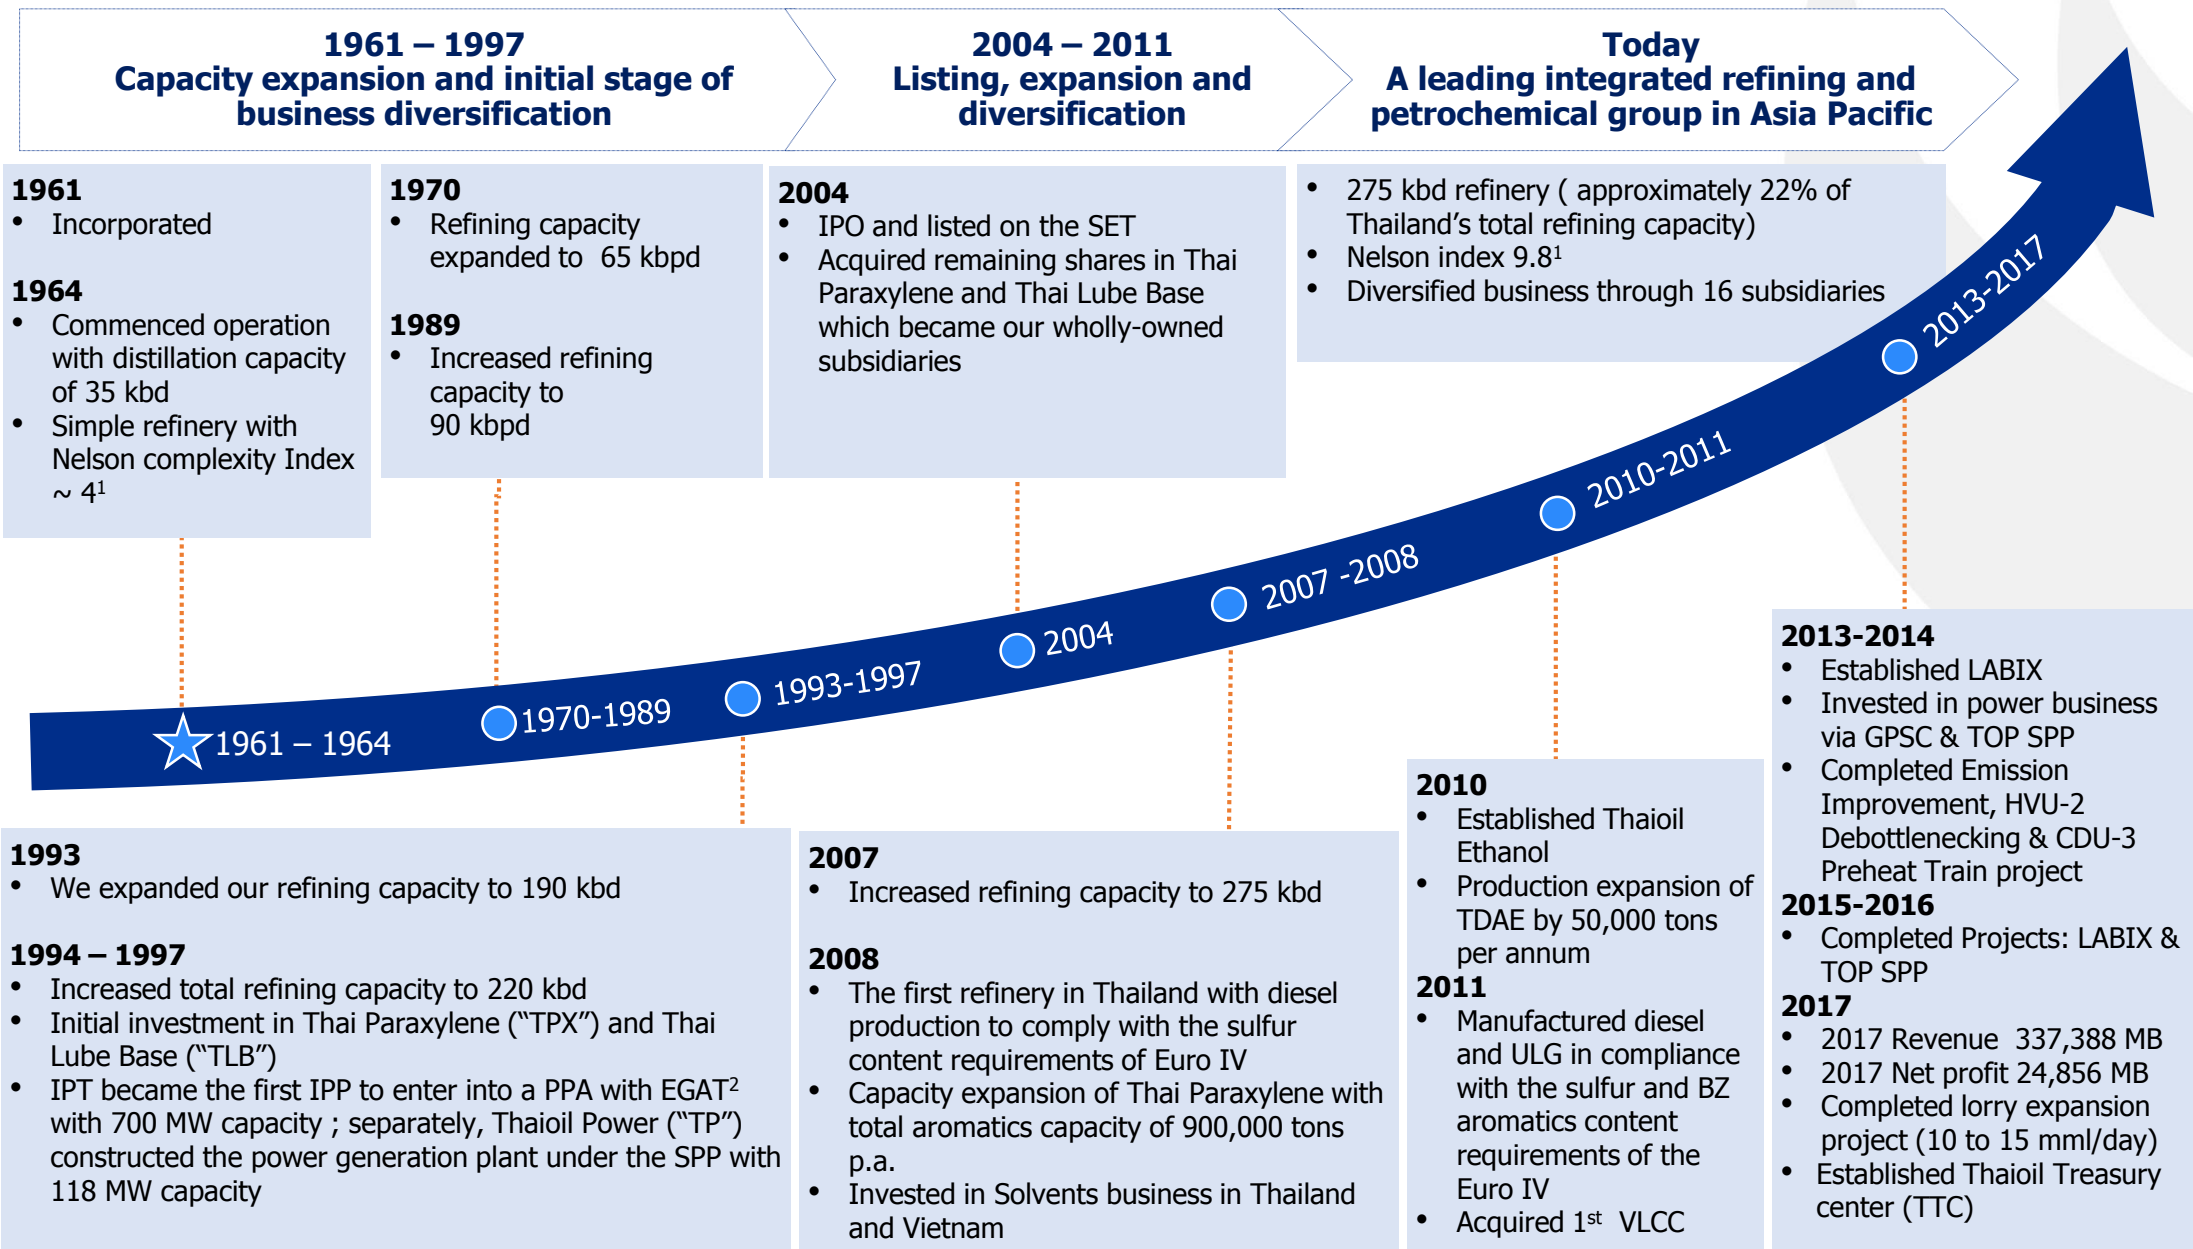 1961 – 1997
Capacity expansion and initial stage of
business diversification
2004 – 2011
Listing, expansion and
diversification
Today
A leading integrated refining and
petrochemical group in Asia Pacific
1961
• Incorporated
1964
• Commenced operation
with distillation capacity
of 35 kbd
• Simple refinery with
Nelson complexity Index
~ 4¹
1970
• Refining capacity
expanded to 65 kbpd
1989
• Increased refining
capacity to
90 kbpd
2004
• IPO and listed on the SET
• Acquired remaining shares in Thai
Paraxylene and Thai Lube Base
which became our wholly-owned
subsidiaries
• 275 kbd refinery ( approximately 22% of
Thailand’s total refining capacity)
• Nelson index 9.8¹
• Diversified business through 16 subsidiaries
1961 – 1964
1970-1989
1993-1997
2004
2007 -2008
2010-2011
2013-2017
1993
• We expanded our refining capacity to 190 kbd
1994 – 1997
• Increased total refining capacity to 220 kbd
• Initial investment in Thai Paraxylene (“TPX”) and Thai
Lube Base (“TLB”)
• IPT became the first IPP to enter into a PPA with EGAT²
with 700 MW capacity ; separately, Thaioil Power (“TP”)
constructed the power generation plant under the SPP with
118 MW capacity
2007
• Increased refining capacity to 275 kbd
2008
• The first refinery in Thailand with diesel
production to comply with the sulfur
content requirements of Euro IV
• Capacity expansion of Thai Paraxylene with
total aromatics capacity of 900,000 tons
p.a.
• Invested in Solvents business in Thailand
and Vietnam
2010
• Established Thaioil
Ethanol
• Production expansion of
TDAE by 50,000 tons
per annum
2011
• Manufactured diesel
and ULG in compliance
with the sulfur and BZ
aromatics content
requirements of the
Euro IV
• Acquired 1st VLCC
2013-2014
• Established LABIX
• Invested in power business
via GPSC & TOP SPP
• Completed Emission
Improvement, HVU-2
Debottlenecking & CDU-3
Preheat Train project
2015-2016
• Completed Projects: LABIX &
TOP SPP
2017
• 2017 Revenue 337,388 MB
• 2017 Net profit 24,856 MB
• Completed lorry expansion
project (10 to 15 mml/day)
• Established Thaioil Treasury
center (TTC)